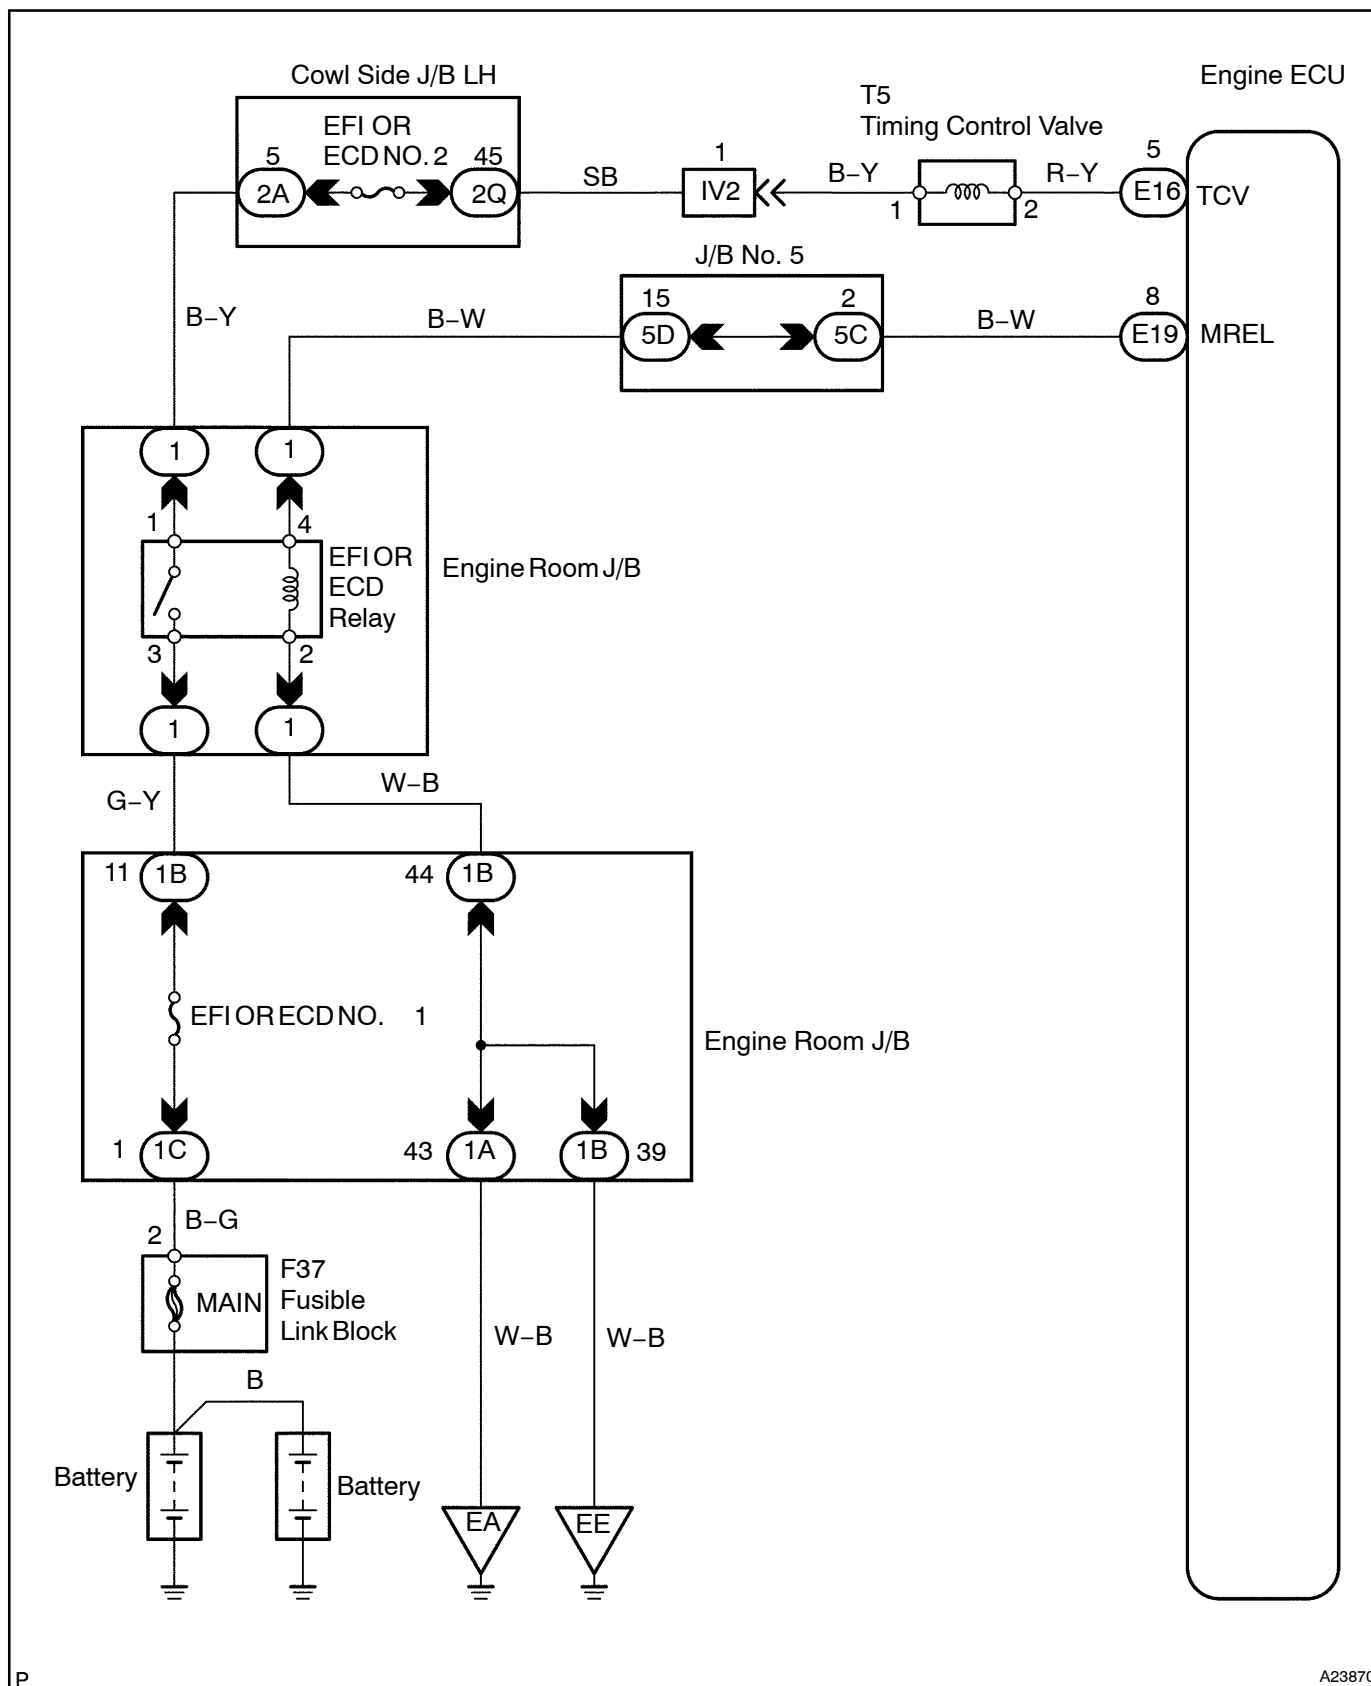 Cowl Side J/B LH
Engine ECU
T5
Timing Control Valve
EFI OR
ECD NO. 2
5
45
2A
2Q
SB
1
IV2
B–Y
1
2
R–Y
5
E16
TCV
J/B No. 5
B–Y
B–W
15
5D
2
5C
B–W
8
E19
MREL
1
1
1
4
EFI OR
ECD
Relay
Engine Room J/B
3
2
1
1
G–Y
W–B
11
1B
44
1B
EFI OR ECD NO. 1
Engine Room J/B
1
1C
43
1A
1B
39
B–G
2
MAIN
F37
Fusible
Link Block
W–B
W–B
B
Battery
Battery
EA
EE
P
A23870